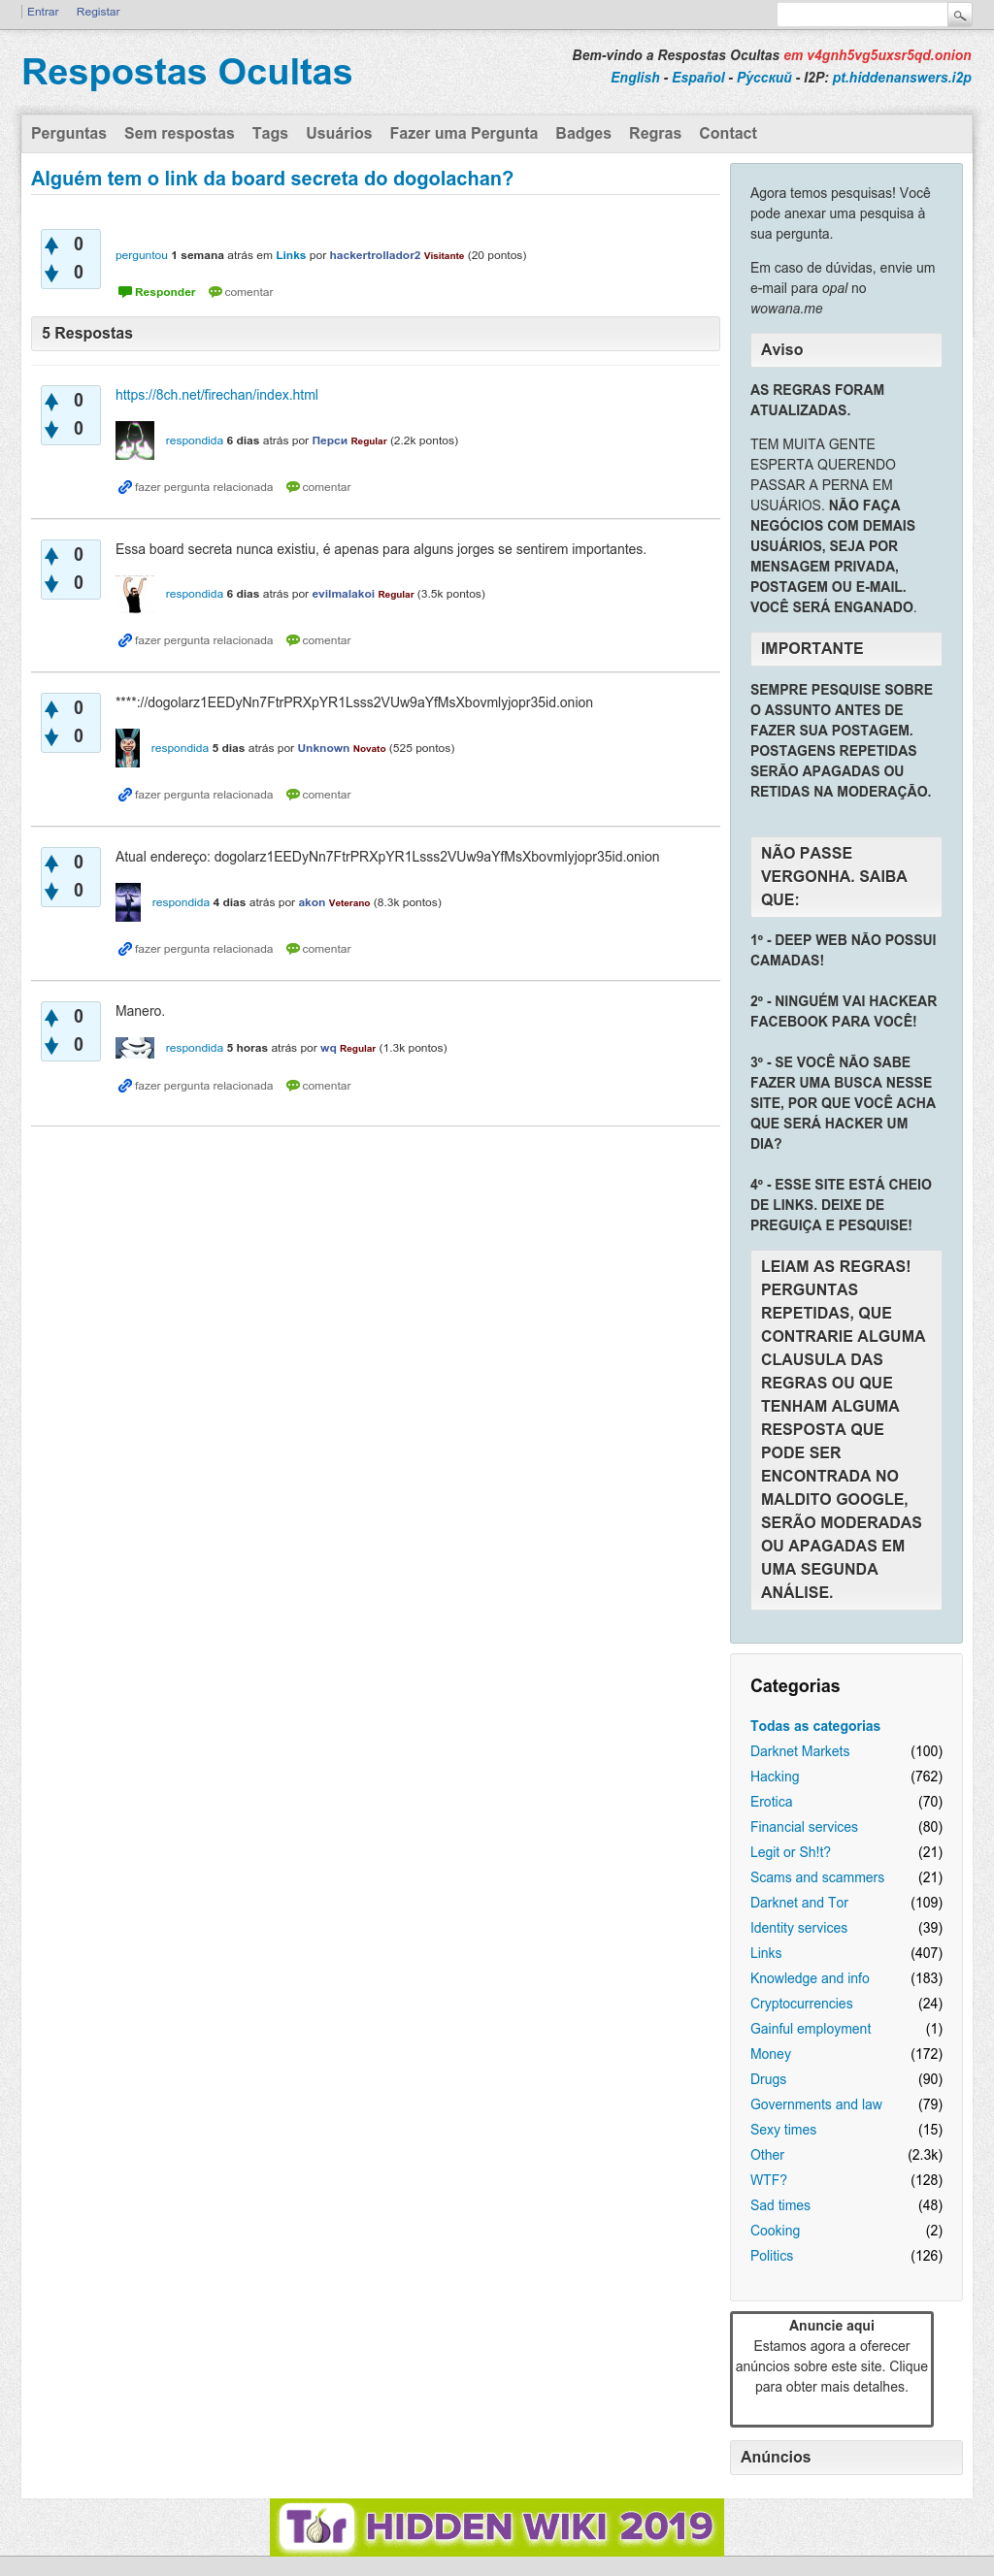 Entrar Registar
Respostas Ocultas
Bem-vindo a Respostas Ocultas em v4gnh5vg5uxsr5qd.onion
English - Español - Ру́сский - I2P: pt.hiddenanswers.i2p
Perguntas Sem respostas Tags Usuários Fazer uma Pergunta Badges Regras Contact
Alguém tem o link da board secreta do dogolachan?
0
0
perguntou 1 semana atrás em Links por hackertrollador2 Visitante (20 pontos)
Responder comentar
5 Respostas
0
0
https://8ch.net/firechan/index.html
respondida 6 dias atrás por Перси Regular (2.2k pontos)
fazer pergunta relacionada comentar
0
0
Essa board secreta nunca existiu, é apenas para alguns jorges se sentirem importantes.
respondida 6 dias atrás por evilmalakoi Regular (3.5k pontos)
fazer pergunta relacionada comentar
0
0
****://dogolarz1EEDyNn7FtrPRXpYR1Lsss2VUw9aYfMsXbovmlyjopr35id.onion
respondida 5 dias atrás por Unknown Novato (525 pontos)
fazer pergunta relacionada comentar
0
0
Atual endereço: dogolarz1EEDyNn7FtrPRXpYR1Lsss2VUw9aYfMsXbovmlyjopr35id.onion
respondida 4 dias atrás por akon Veterano (8.3k pontos)
fazer pergunta relacionada comentar
0
0
Manero.
respondida 5 horas atrás por wq Regular (1.3k pontos)
fazer pergunta relacionada comentar
Agora temos pesquisas! Você
pode anexar uma pesquisa à
sua pergunta.
Em caso de dúvidas, envie um
e-mail para opal no
wowana.me
Aviso
AS REGRAS FORAM
ATUALIZADAS.
TEM MUITA GENTE
ESPERTA QUERENDO
PASSAR A PERNA EM
USUÁRIOS. NÃO FAÇA
NEGÓCIOS COM DEMAIS
USUÁRIOS, SEJA POR
MENSAGEM PRIVADA,
POSTAGEM OU E-MAIL.
VOCÊ SERÁ ENGANADO.
IMPORTANTE
SEMPRE PESQUISE SOBRE
O ASSUNTO ANTES DE
FAZER SUA POSTAGEM.
POSTAGENS REPETIDAS
SERÃO APAGADAS OU
RETIDAS NA MODERAÇÃO.
NÃO PASSE
VERGONHA. SAIBA
QUE:
1º - DEEP WEB NÃO POSSUI
CAMADAS!
2º - NINGUÉM VAI HACKEAR
FACEBOOK PARA VOCÊ!
3º - SE VOCÊ NÃO SABE
FAZER UMA BUSCA NESSE
SITE, POR QUE VOCÊ ACHA
QUE SERÁ HACKER UM
DIA?
4º - ESSE SITE ESTÁ CHEIO
DE LINKS. DEIXE DE
PREGUIÇA E PESQUISE!
LEIAM AS REGRAS!
PERGUNTAS
REPETIDAS, QUE
CONTRARIE ALGUMA
CLAUSULA DAS
REGRAS OU QUE
TENHAM ALGUMA
RESPOSTA QUE
PODE SER
ENCONTRADA NO
MALDITO GOOGLE,
SERÃO MODERADAS
OU APAGADAS EM
UMA SEGUNDA
ANÁLISE.
Categorias
Todas as categorias
Darknet Markets (100)
Hacking (762)
Erotica (70)
Financial services (80)
Legit or Sh!t? (21)
Scams and scammers (21)
Darknet and Tor (109)
Identity services (39)
Links (407)
Knowledge and info (183)
Cryptocurrencies (24)
Gainful employment (1)
Money (172)
Drugs (90)
Governments and law (79)
Sexy times (15)
Other (2.3k)
WTF? (128)
Sad times (48)
Cooking (2)
Politics (126)
Anuncie aqui
Estamos agora a oferecer
anúncios sobre este site. Clique
para obter mais detalhes.
Anúncios
Tor HIDDEN WIKI 2019